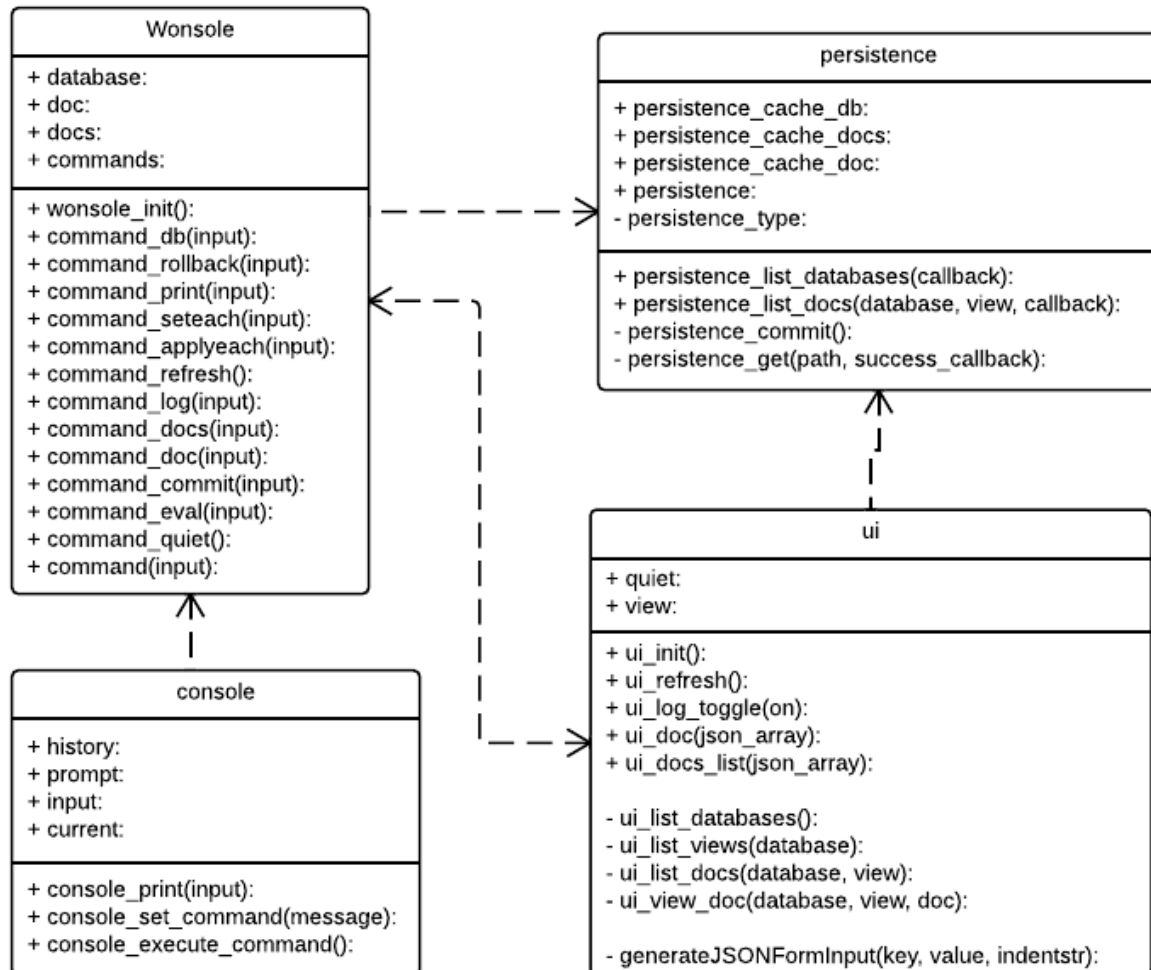 Wonsole
+ database:
+ doc:
+ docs:
+ commands:
+ wonsole_init():
+ command_db(input):
+ command_rollback(input):
+ command_print(input):
+ command_seteach(input):
+ command_applyeach(input):
+ command_refresh():
+ command_log(input):
+ command_docs(input):
+ command_doc(input):
+ command_commit(input):
+ command_eval(input):
+ command_quiet():
+ command(input):
persistence
+ persistence_cache_db:
+ persistence_cache_docs:
+ persistence_cache_doc:
+ persistence:
- persistence_type:
+ persistence_list_databases(callback):
+ persistence_list_docs(database, view, callback):
- persistence_commit():
- persistence_get(path, success_callback):
console
+ history:
+ prompt:
+ input:
+ current:
+ console_print(input):
+ console_set_command(message):
+ console_execute_command():
ui
+ quiet:
+ view:
+ ui_init():
+ ui_refresh():
+ ui_log_toggle(on):
+ ui_doc(json_array):
+ ui_docs_list(json_array):
- ui_list_databases():
- ui_list_views(database):
- ui_list_docs(database, view):
- ui_view_doc(database, view, doc):
- generateJSONFormInput(key, value, indentstr):